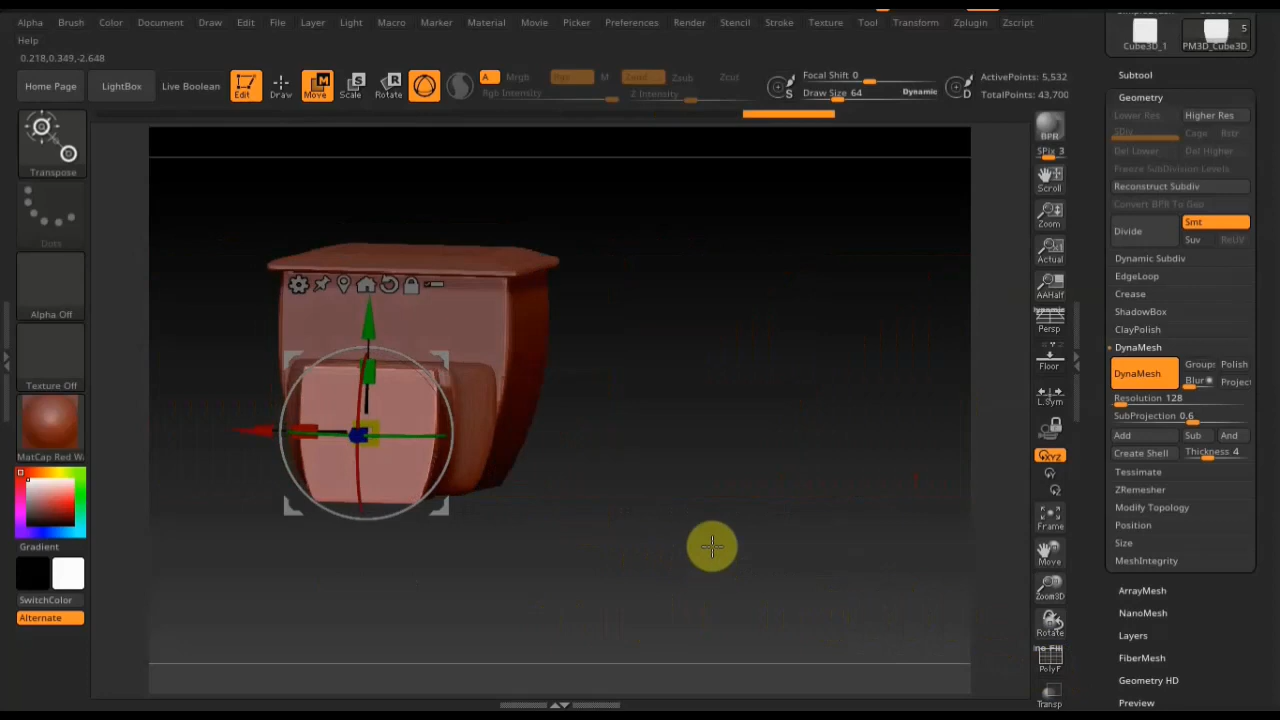 Alpha Brush Color Document Draw Edit File Layer Light Macro Marker Material Movie Picker Preferences Render Stencil Stroke Texture Tool Transform Zplugin Zscript
Help
0.218,0.349,-2.648
Home Page LightBox Live Boolean Edit Draw Move Scale Rotate A Mrgb Rgb M Zadd Zsub Zcut
Rgb Intensity Z Intensity
Focal Shift 0
Draw Size 64 Dynamic
ActivePoints: 5,532
TotalPoints: 43,700
Transpose
Dots
Alpha Off
Texture Off
MatCap Red Wa
Gradient
SwitchColor
Alternate
BPR
SPix 3
Scroll
Zoom
Actual
AAHalf
Dynamic
Persp
Floor
L.Sym
XYZ
Frame
Move
Zoom3D
Rotate
Line Fill
PolyF
Transp
Cube3D_1 5 PM3D_Cube3D_
Subtool
Geometry
Lower Res Higher Res
SDiv Cage Rstr
Del Lower Del Higher
Freeze SubDivision Levels
Reconstruct Subdiv
Convert BPR To Geo
Divide Smt
Suv ReUV
Dynamic Subdiv
EdgeLoop
Crease
ShadowBox
ClayPolish
DynaMesh
DynaMesh Groups Polish
Blur Project
Resolution 128
SubProjection 0.6
Add Sub And
Create Shell Thickness 4
Tessimate
ZRemesher
Modify Topology
Position
Size
MeshIntegrity
ArrayMesh
NanoMesh
Layers
FiberMesh
Geometry HD
Preview